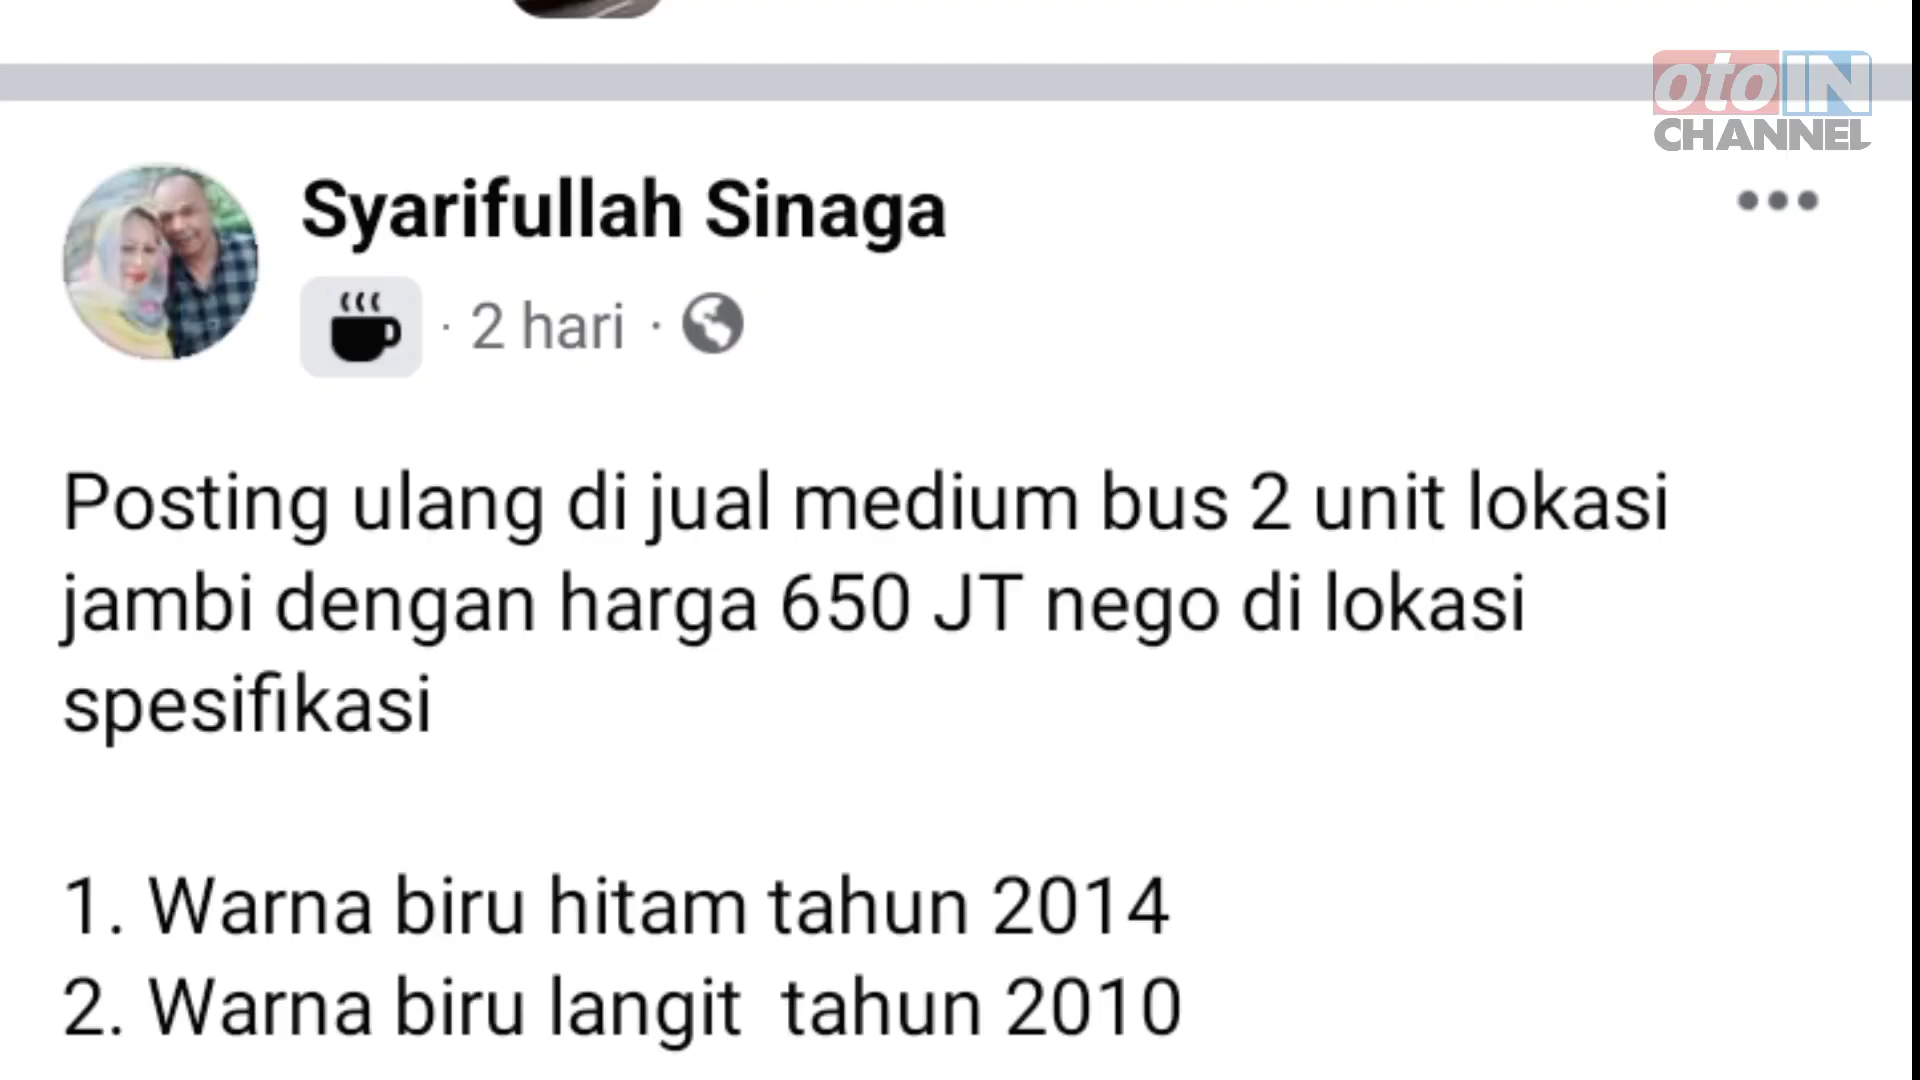 otoIN
CHANNEL
Syarifullah Sinaga
· 2 hari ·
Posting ulang di jual medium bus 2 unit lokasi
jambi dengan harga 650 JT nego di lokasi
spesifikasi
1. Warna biru hitam tahun 2014
2. Warna biru langit  tahun 2010